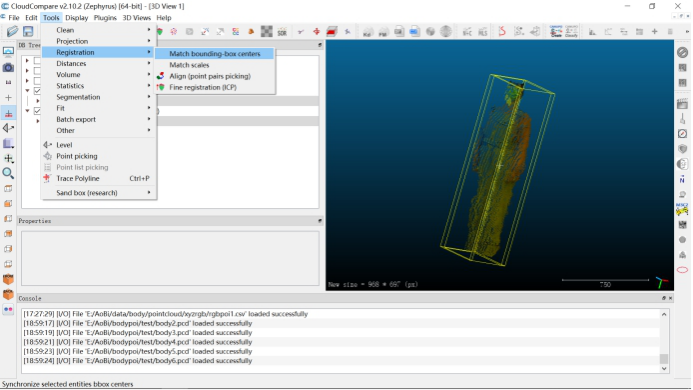 CloudCompare v2.10.2 (Zephyrus) [64-bit] - [3D View 1]
File Edit Tools Display Plugins 3D Views Help
SOR
DB Tree
Clean
Projection
Registration
Distances
Volume
Statistics
Segmentation
Fit
Batch export
Other
Level
Point picking
Point list picking
Trace Polyline Ctrl+P
Sand box (research)
Match bounding-box centers
Match scales
Align (point pairs picking)
Fine registration (ICP)
Properties
New size = 968 * 697 (px)
750
Console
[17:27:29] [I/O] File 'E:/AoBi/data/body/pointcloud/xyzrgb/rgbpoi1.csv' loaded successfully
[18:59:17] [I/O] File 'E:/AoBi/bodypoi/test/body2.pcd' loaded successfully
[18:59:19] [I/O] File 'E:/AoBi/bodypoi/test/body3.pcd' loaded successfully
[18:59:21] [I/O] File 'E:/AoBi/bodypoi/test/body4.pcd' loaded successfully
[18:59:23] [I/O] File 'E:/AoBi/bodypoi/test/body5.pcd' loaded successfully
[18:59:24] [I/O] File 'E:/AoBi/bodypoi/test/body6.pcd' loaded successfully
Synchronize selected entities bbox centers